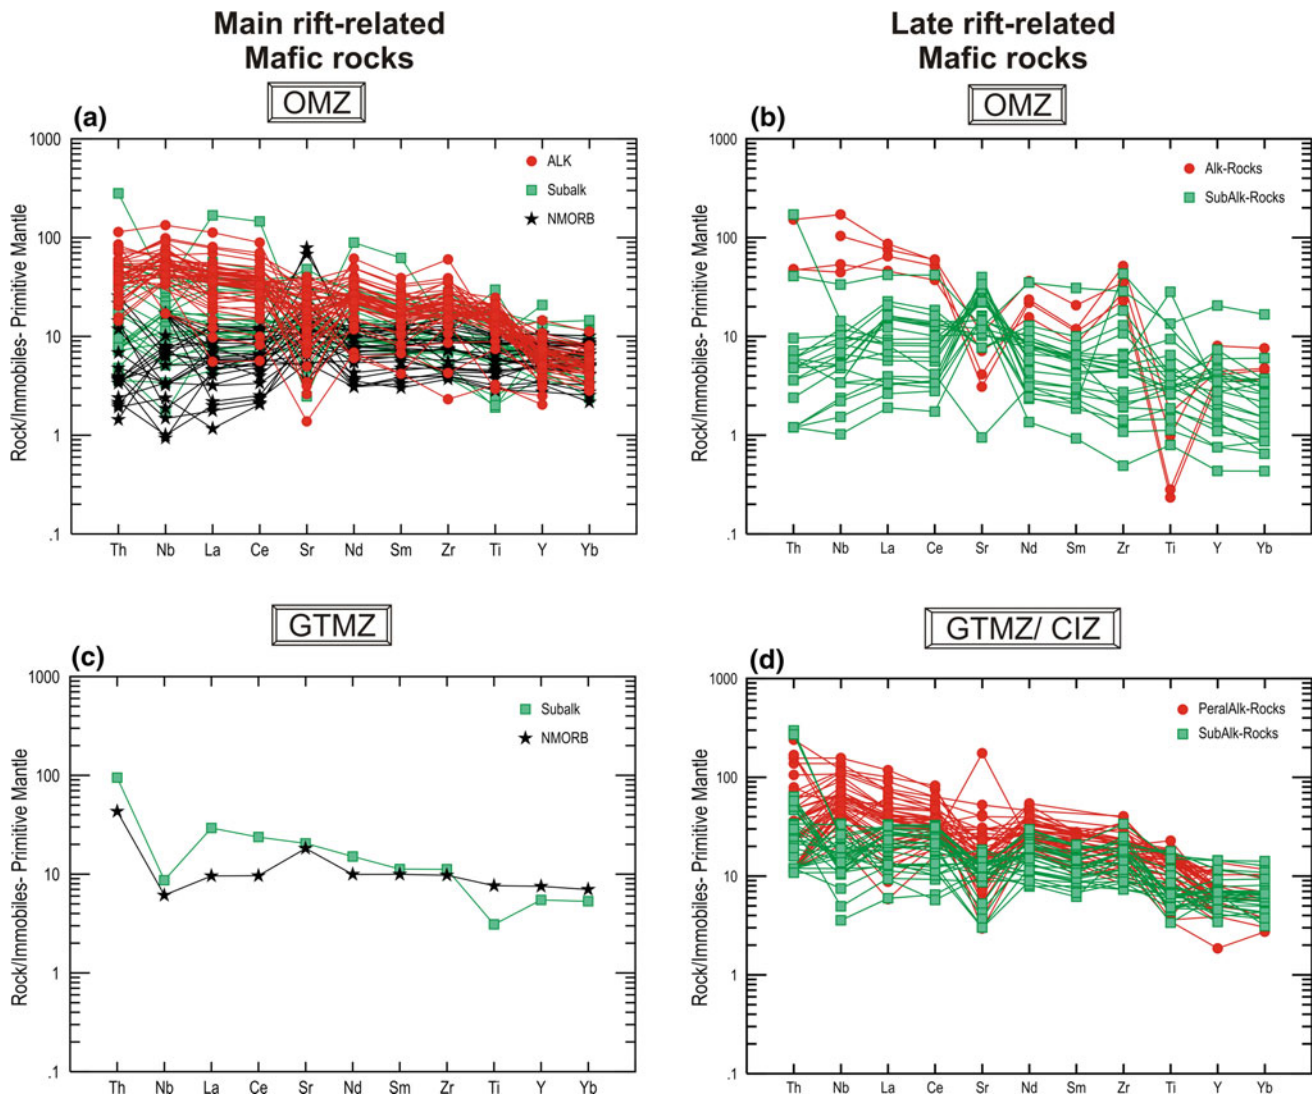 Main rift-related
Mafic rocks
OMZ
(a)
Rock/Immobiles- Primitive Mantle
1000
100
10
1
.1
ALK
Subalk
NMORB
Th Nb La Ce Sr Nd Sm Zr Ti Y Yb
Late rift-related
Mafic rocks
OMZ
(b)
Rock/Immobiles- Primitive Mantle
1000
100
10
1
.1
Alk-Rocks
SubAlk-Rocks
Th Nb La Ce Sr Nd Sm Zr Ti Y Yb
GTMZ
(c)
Rock/Immobiles- Primitive Mantle
1000
100
10
1
.1
Subalk
NMORB
Th Nb La Ce Sr Nd Sm Zr Ti Y Yb
GTMZ/ CIZ
(d)
Rock/Immobiles- Primitive Mantle
1000
100
10
1
.1
PeralAlk-Rocks
SubAlk-Rocks
Th Nb La Ce Sr Nd Sm Zr Ti Y Yb